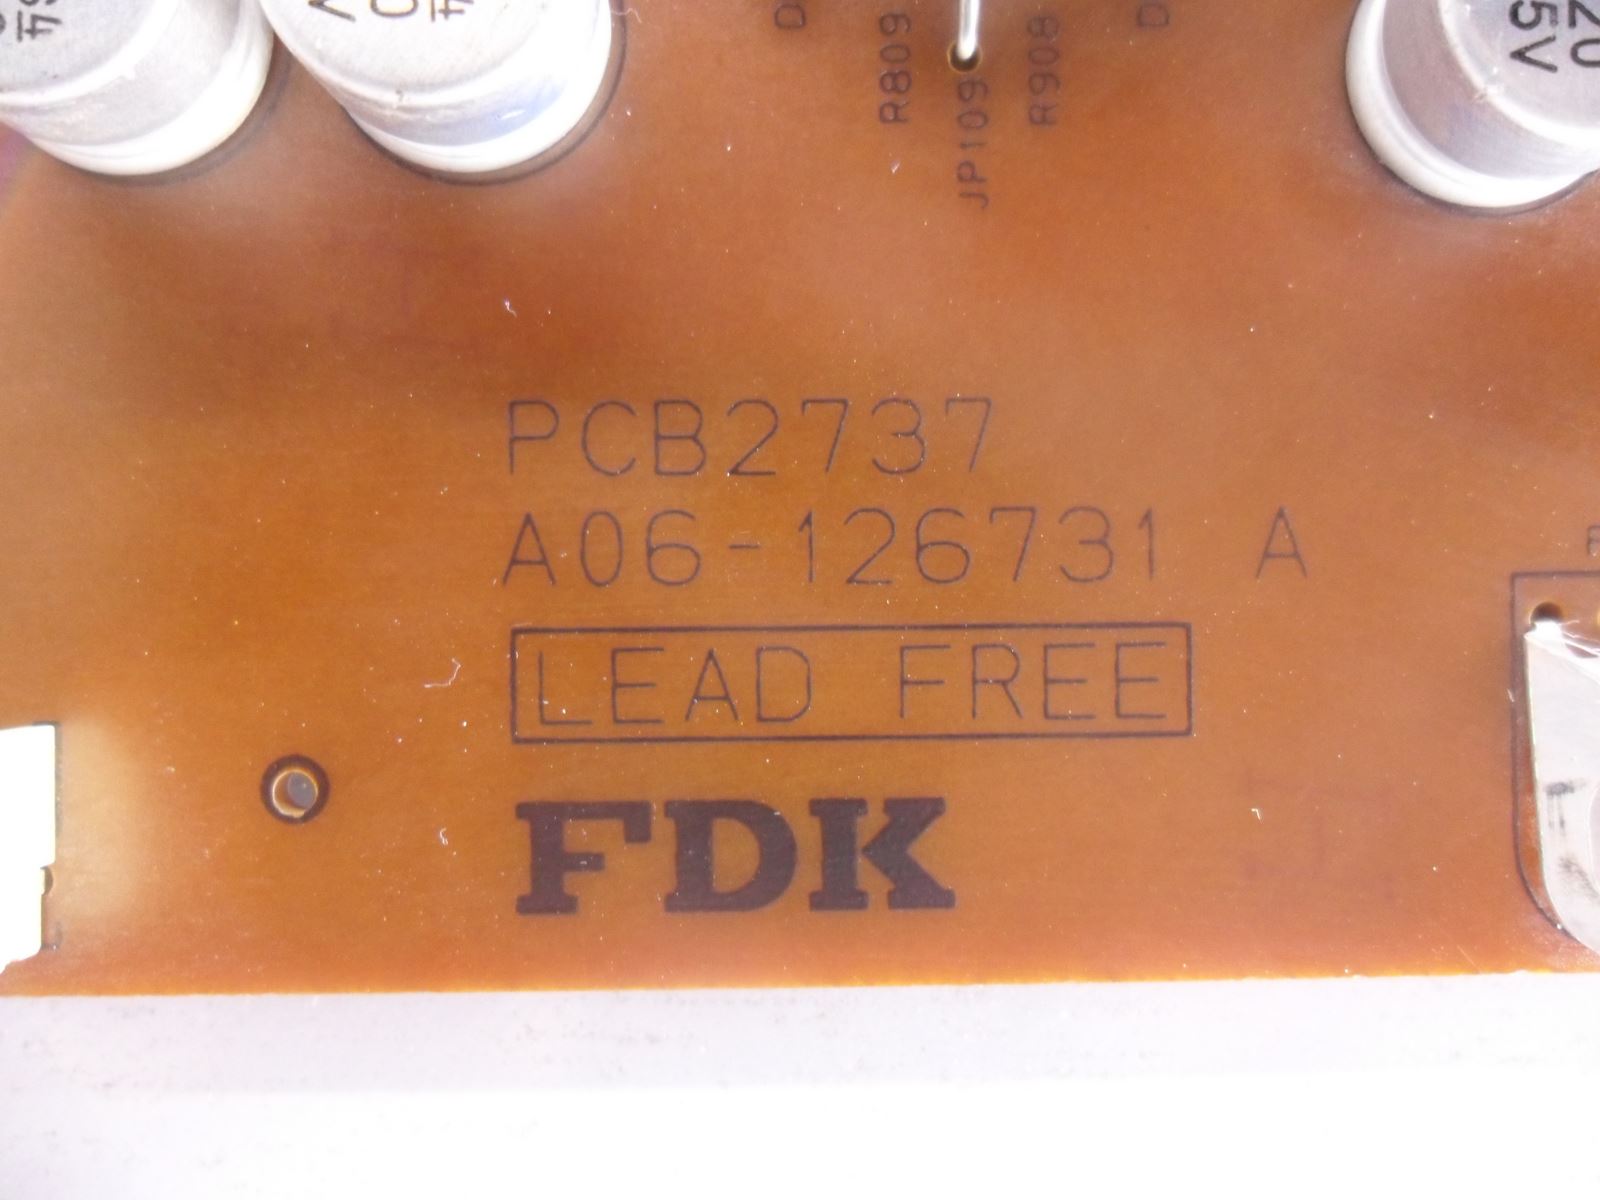 R809
JP109
R908
D
D
PCB2737
A06-126731 A
LEAD FREE
FDK